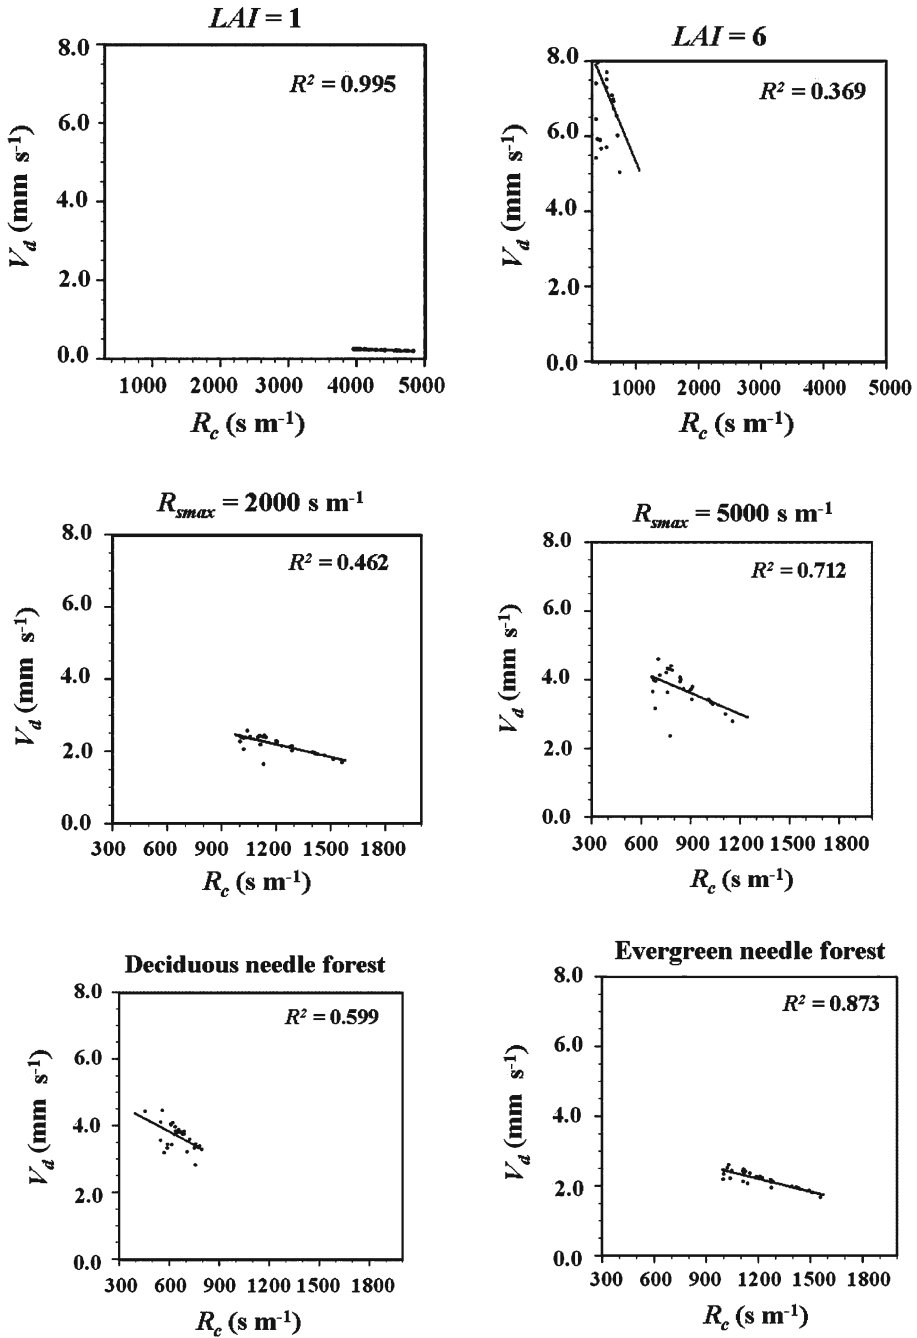 LAI = 1
R² = 0.995
8.0
6.0
4.0
2.0
0.0
V_d (mm s⁻¹)
1000 2000 3000 4000 5000
R_c (s m⁻¹)
LAI = 6
R² = 0.369
8.0
6.0
4.0
2.0
0.0
V_d (mm s⁻¹)
1000 2000 3000 4000 5000
R_c (s m⁻¹)
R_smax = 2000 s m⁻¹
R² = 0.462
8.0
6.0
4.0
2.0
0.0
V_d (mm s⁻¹)
300 600 900 1200 1500 1800
R_c (s m⁻¹)
R_smax = 5000 s m⁻¹
R² = 0.712
8.0
6.0
4.0
2.0
0.0
V_d (mm s⁻¹)
300 600 900 1200 1500 1800
R_c (s m⁻¹)
Deciduous needle forest
R² = 0.599
8.0
6.0
4.0
2.0
0.0
V_d (mm s⁻¹)
300 600 900 1200 1500 1800
R_c (s m⁻¹)
Evergreen needle forest
R² = 0.873
8.0
6.0
4.0
2.0
0.0
V_d (mm s⁻¹)
300 600 900 1200 1500 1800
R_c (s m⁻¹)